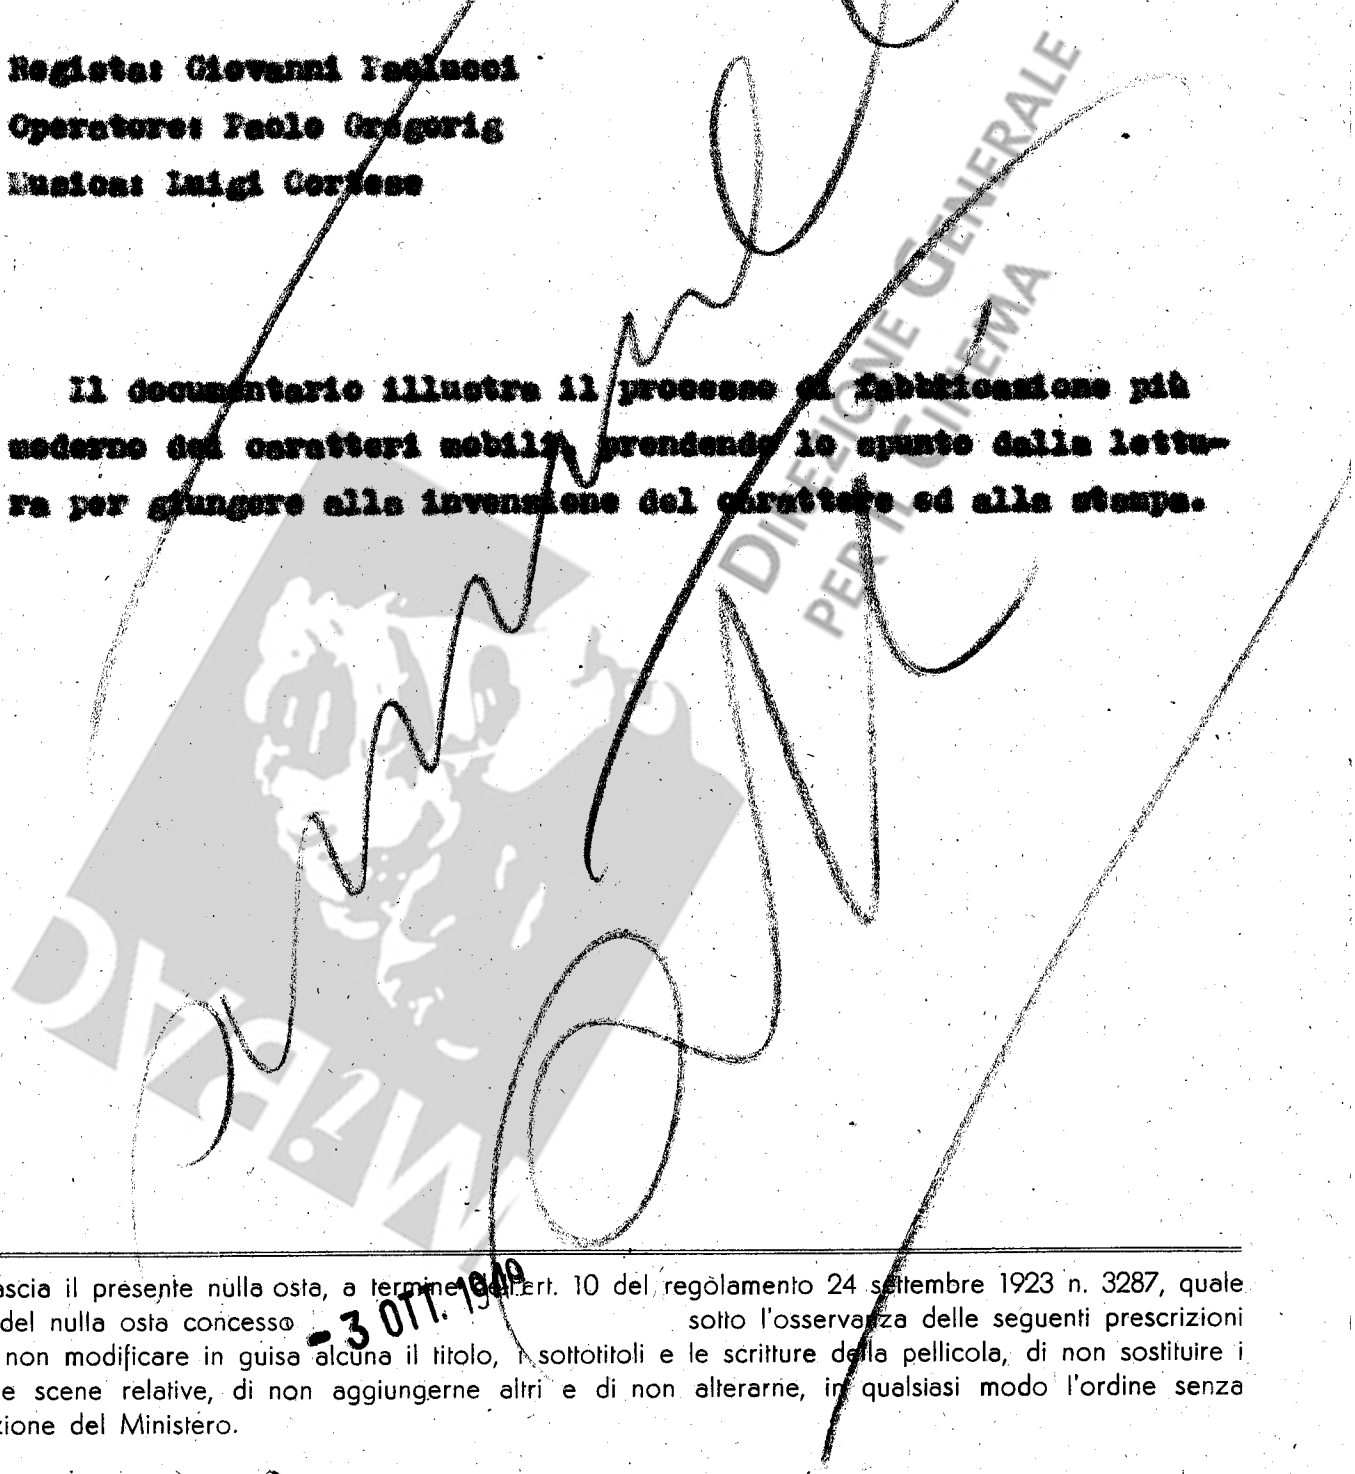 Regista: Giovanni Paolucci
Operatore: Paolo Gregorig
Musica: Luigi Cortese
DIREZIONE GENERALE
PER IL CINEMA
Il documentario illustra il processo di fabbricazione più
moderno dei caratteri mobili, prendendo lo spunto dalla lettu-
ra per giungere alla invenzione del carattere ed alla stampa.
MiBAC
ascia il presente nulla osta, a termine dell'art. 10 del regolamento 24 settembre 1923 n. 3287, quale
del nulla osta concesso - 3 OTT. 1949 sotto l'osservanza delle seguenti prescrizioni
non modificare in guisa alcuna il titolo, i sottotitoli e le scritture della pellicola, di non sostituire i
e scene relative, di non aggiungerne altri e di non alterarne, in qualsiasi modo l'ordine senza
zione del Ministero.